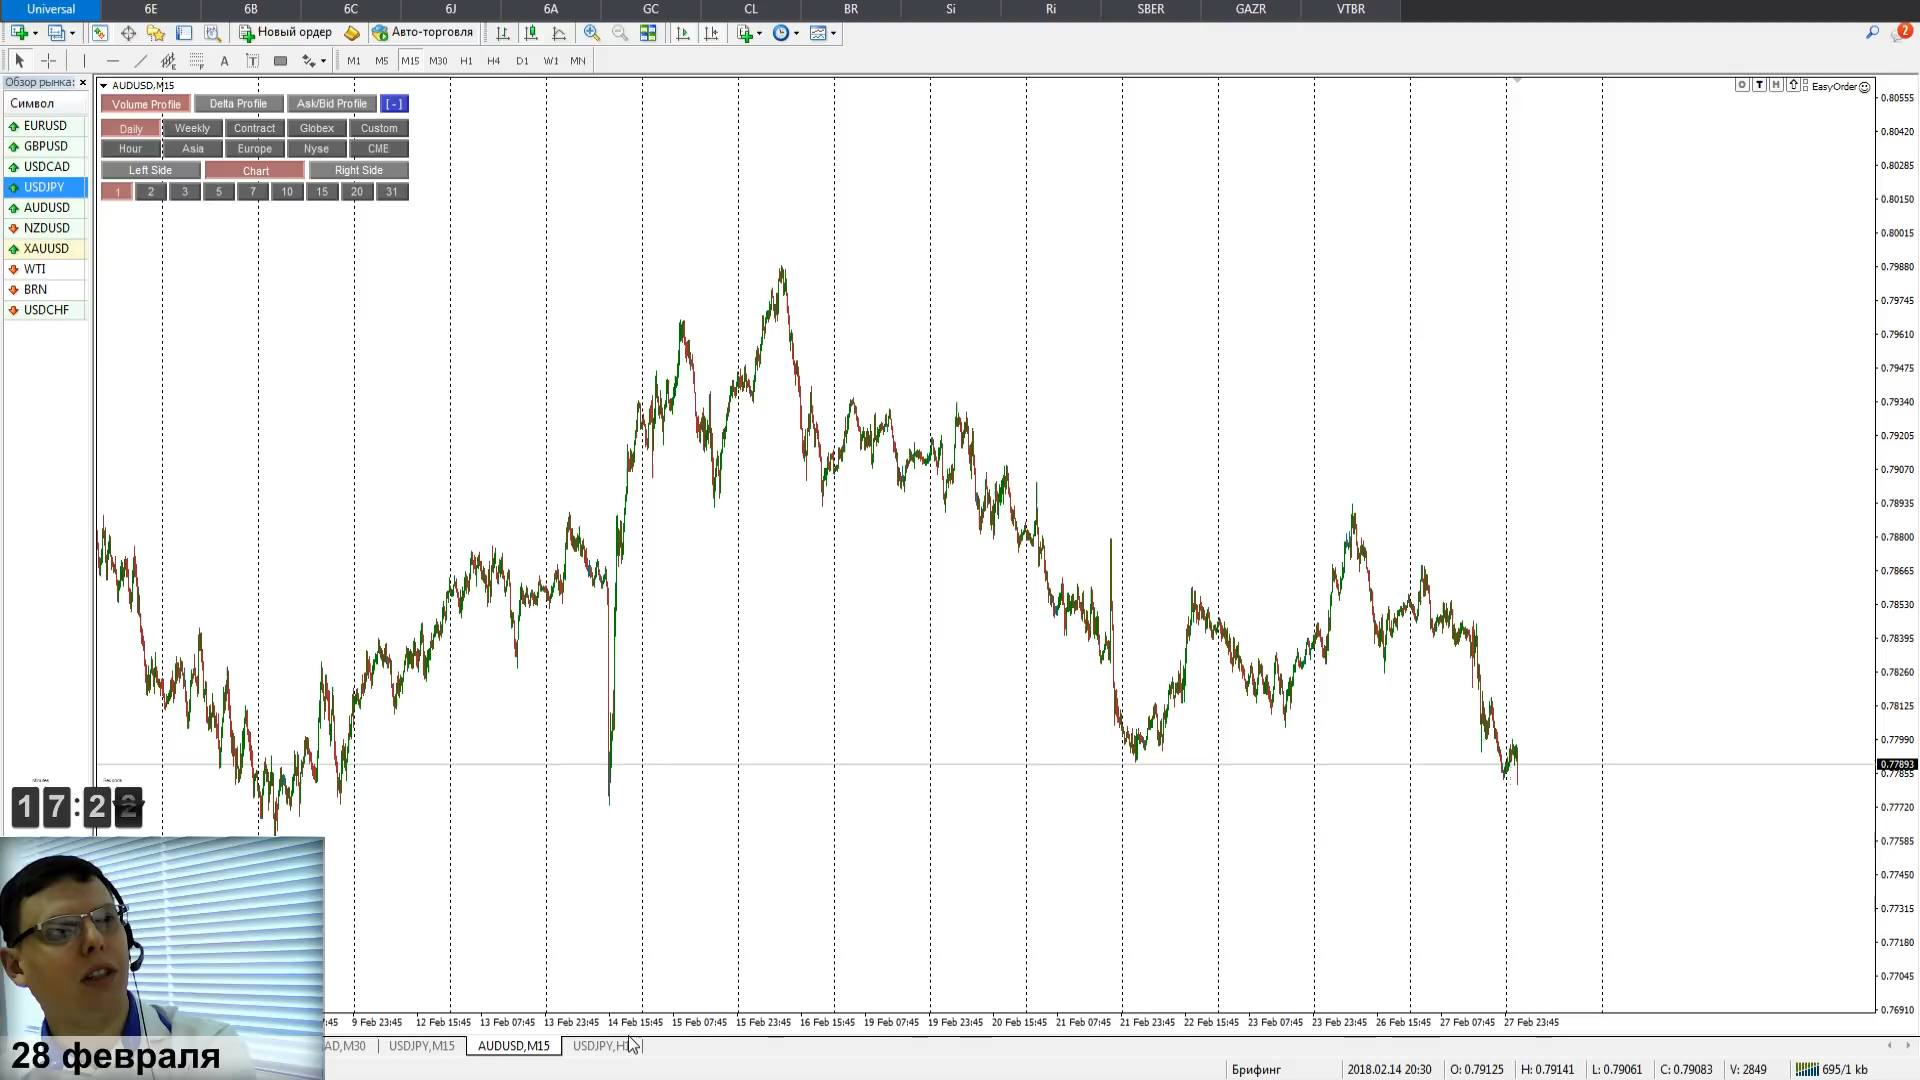 Universal 6E 6B 6C 6J 6A GC CL BR Si Ri SBER GAZR VTBR
Новый ордер Авто-торговля 2
A T M1 M5 M15 M30 H1 H4 D1 W1 MN
Обзор рынка: ×
Символ
EURUSD
GBPUSD
USDCAD
USDJPY
AUDUSD
NZDUSD
XAUUSD
WTI
BRN
USDCHF
AUDUSD,M15
Volume Profile Delta Profile Ask/Bid Profile [-]
Daily Weekly Contract Globex Custom
Hour Asia Europe Nyse CME
Left Side Chart Right Side
1 2 3 5 7 10 15 20 31
O T H EasyOrder
0.80555
0.80420
0.80285
0.80150
0.80015
0.79880
0.79745
0.79610
0.79475
0.79340
0.79205
0.79070
0.78935
0.78800
0.78665
0.78530
0.78395
0.78260
0.78125
0.77990
0.77893
0.77855
0.77720
0.77585
0.77450
0.77315
0.77180
0.77045
0.76910
Minutes Seconds
17:22
:45 9 Feb 23:45 12 Feb 15:45 13 Feb 07:45 13 Feb 23:45 14 Feb 15:45 15 Feb 07:45 15 Feb 23:45 16 Feb 15:45 19 Feb 07:45 19 Feb 23:45 20 Feb 15:45 21 Feb 07:45 21 Feb 23:45 22 Feb 15:45 23 Feb 07:45 23 Feb 23:45 26 Feb 15:45 27 Feb 07:45 27 Feb 23:45
AD,M30 USDJPY,M15 AUDUSD,M15 USDJPY,H1
28 февраля
Брифинг 2018.02.14 20:30 O: 0.79125 H: 0.79141 L: 0.79061 C: 0.79083 V: 2849 695/1 kb